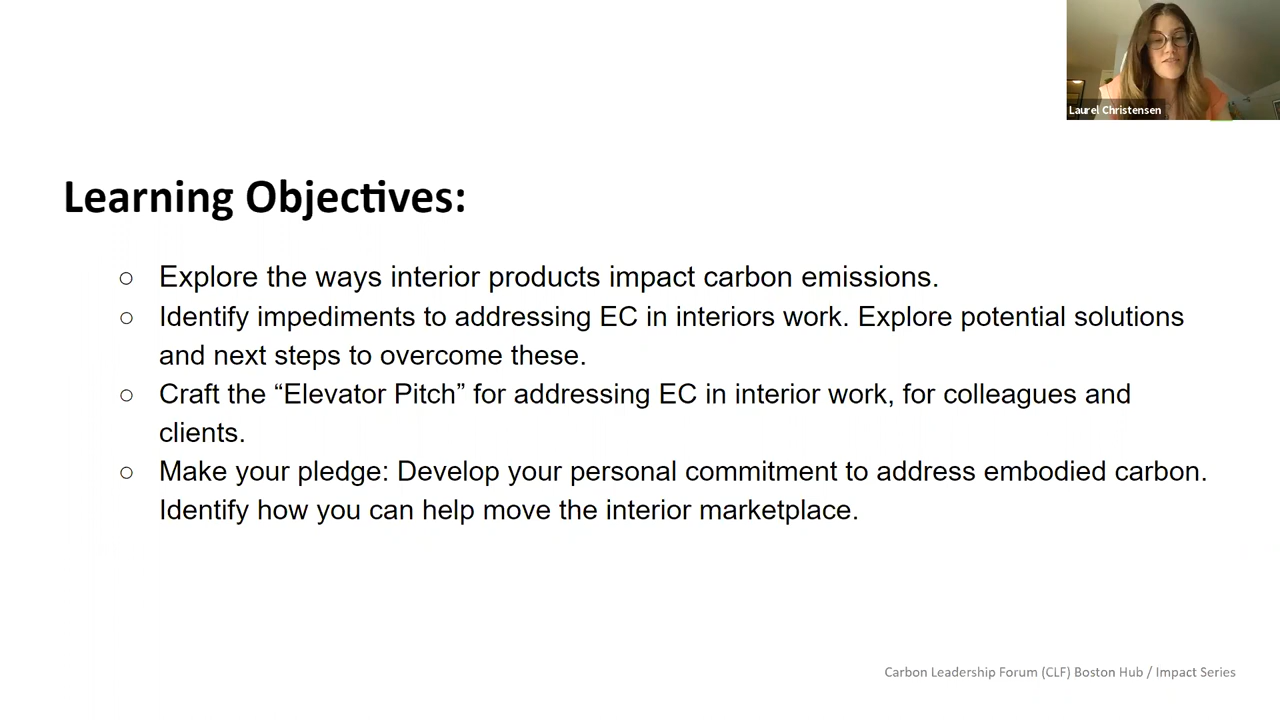 Laurel Christensen
Learning Objectives:
○ Explore the ways interior products impact carbon emissions.
○ Identify impediments to addressing EC in interiors work. Explore potential solutions
and next steps to overcome these.
○ Craft the “Elevator Pitch” for addressing EC in interior work, for colleagues and
clients.
○ Make your pledge: Develop your personal commitment to address embodied carbon.
Identify how you can help move the interior marketplace.
Carbon Leadership Forum (CLF) Boston Hub / Impact Series